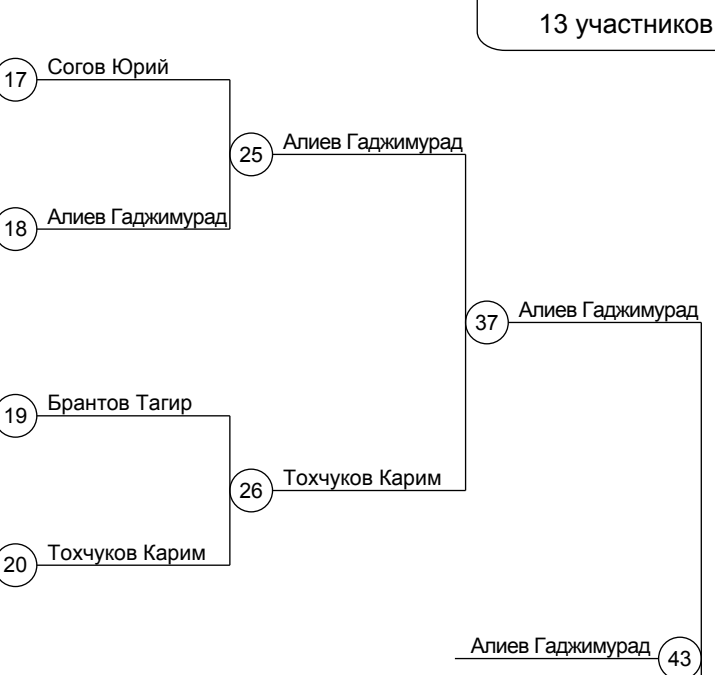 13 участников
17 Согов Юрий
25 Алиев Гаджимурад
18 Алиев Гаджимурад
37 Алиев Гаджимурад
19 Брантов Тагир
26 Тохчуков Карим
20 Тохчуков Карим
Алиев Гаджимурад 43